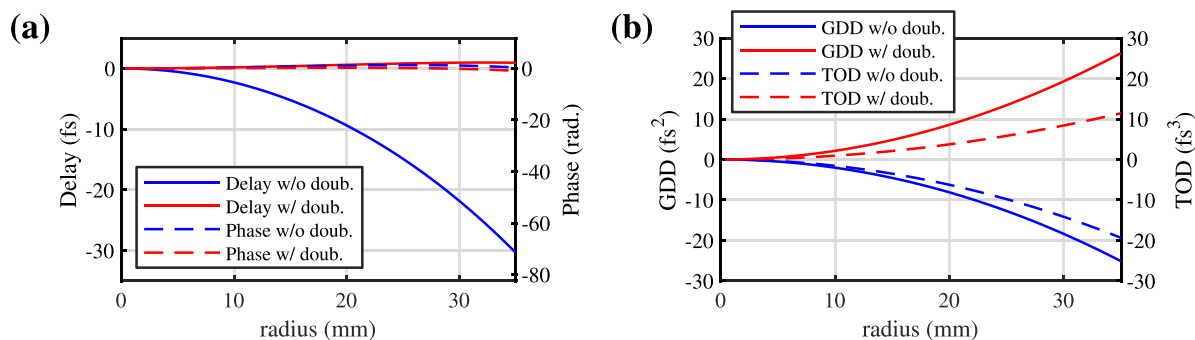 (a)
0
-10
-20
-30
Delay (fs)
Delay w/o doub.
Delay w/ doub.
Phase w/o doub.
Phase w/ doub.
0
-20
-40
-60
-80
Phase (rad.)
0 10 20 30
radius (mm)
(b)
GDD w/o doub.
GDD w/ doub.
TOD w/o doub.
TOD w/ doub.
30
20
10
0
-10
-20
-30
GDD (fs²)
30
20
10
0
-10
-20
-30
TOD (fs³)
0 10 20 30
radius (mm)